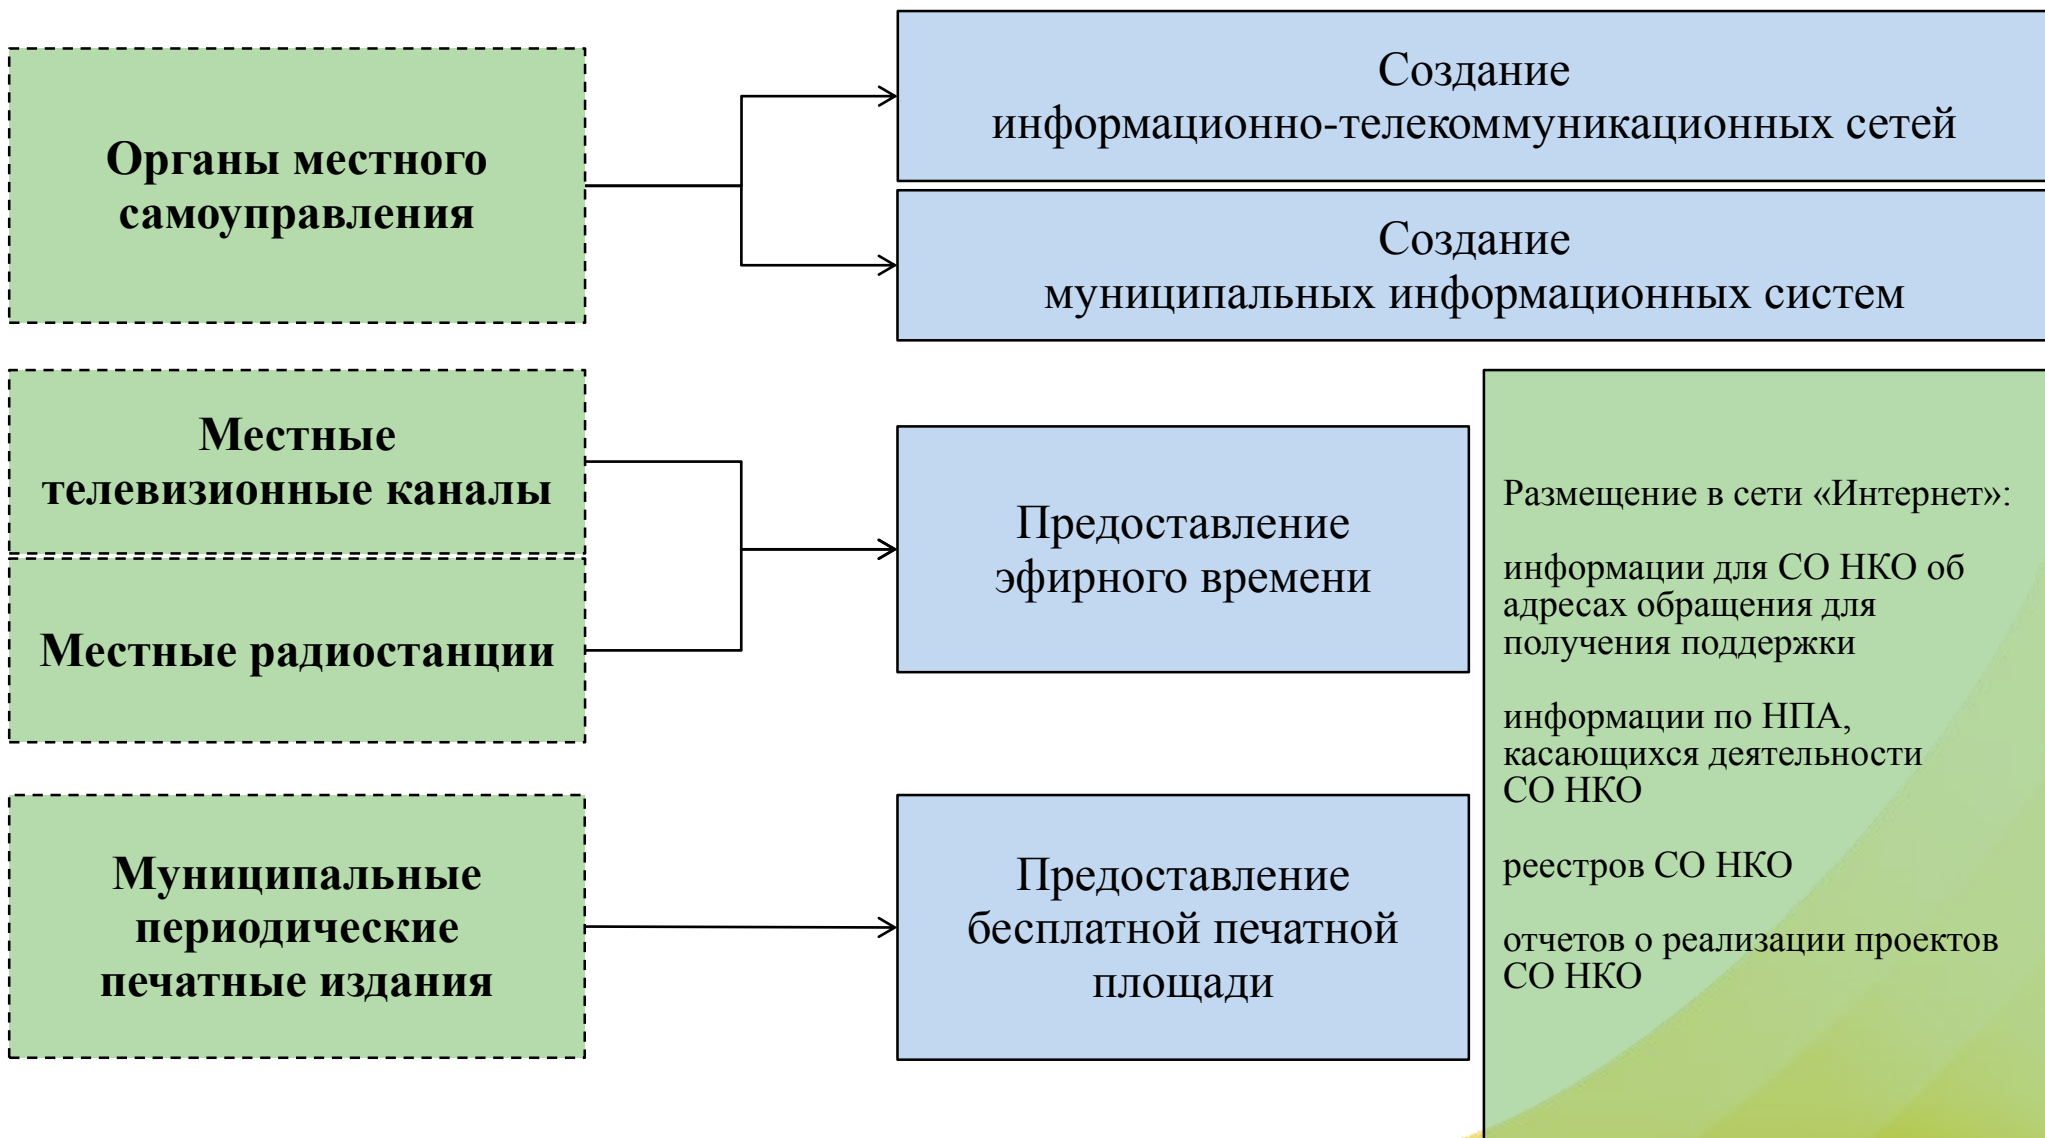 Органы местного
самоуправления
Создание
информационно-телекоммуникационных сетей
Создание
муниципальных информационных систем
Местные
телевизионные каналы
Местные радиостанции
Предоставление
эфирного времени
Муниципальные
периодические
печатные издания
Предоставление
бесплатной печатной
площади
Размещение в сети «Интернет»:
информации для СО НКО об
адресах обращения для
получения поддержки
информации по НПА,
касающихся деятельности
СО НКО
реестров СО НКО
отчетов о реализации проектов
СО НКО